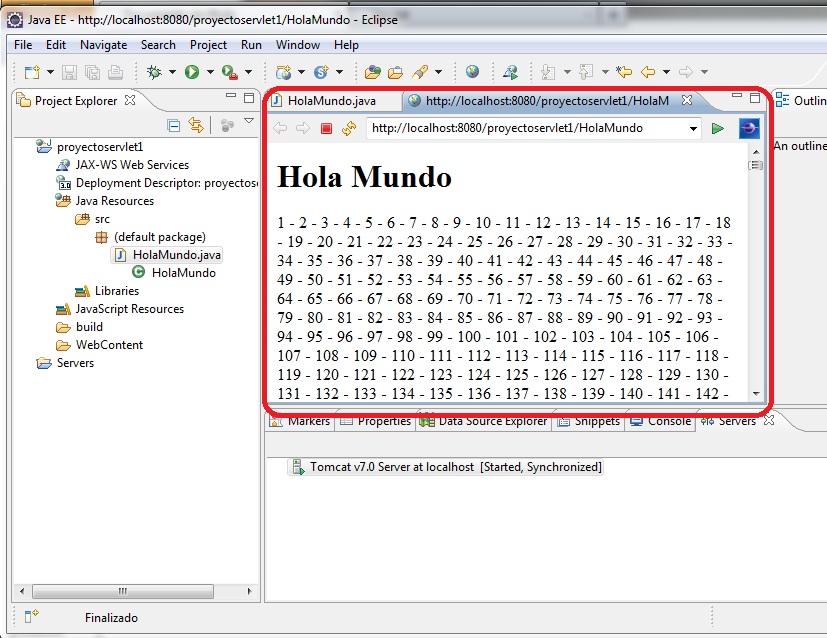 Java EE - http://localhost:8080/proyectoservlet1/HolaMundo - Eclipse
File Edit Navigate Search Project Run Window Help
Project Explorer
proyectoservlet1
JAX-WS Web Services
Deployment Descriptor: proyectos
3.0
Java Resources
src
(default package)
HolaMundo.java
HolaMundo
Libraries
JavaScript Resources
build
WebContent
Servers
HolaMundo.java
http://localhost:8080/proyectoservlet1/HolaM
http://localhost:8080/proyectoservlet1/HolaMundo
Hola Mundo
1 - 2 - 3 - 4 - 5 - 6 - 7 - 8 - 9 - 10 - 11 - 12 - 13 - 14 - 15 - 16 - 17 - 18
- 19 - 20 - 21 - 22 - 23 - 24 - 25 - 26 - 27 - 28 - 29 - 30 - 31 - 32 - 33 -
34 - 35 - 36 - 37 - 38 - 39 - 40 - 41 - 42 - 43 - 44 - 45 - 46 - 47 - 48 -
49 - 50 - 51 - 52 - 53 - 54 - 55 - 56 - 57 - 58 - 59 - 60 - 61 - 62 - 63 -
64 - 65 - 66 - 67 - 68 - 69 - 70 - 71 - 72 - 73 - 74 - 75 - 76 - 77 - 78 -
79 - 80 - 81 - 82 - 83 - 84 - 85 - 86 - 87 - 88 - 89 - 90 - 91 - 92 - 93 -
94 - 95 - 96 - 97 - 98 - 99 - 100 - 101 - 102 - 103 - 104 - 105 - 106 -
107 - 108 - 109 - 110 - 111 - 112 - 113 - 114 - 115 - 116 - 117 - 118 -
119 - 120 - 121 - 122 - 123 - 124 - 125 - 126 - 127 - 128 - 129 - 130 -
131 - 132 - 133 - 134 - 135 - 136 - 137 - 138 - 139 - 140 - 141 - 142 -
Outlin
An outline
Markers Properties Data Source Explorer Snippets Console Servers
Tomcat v7.0 Server at localhost [Started, Synchronized]
Finalizado